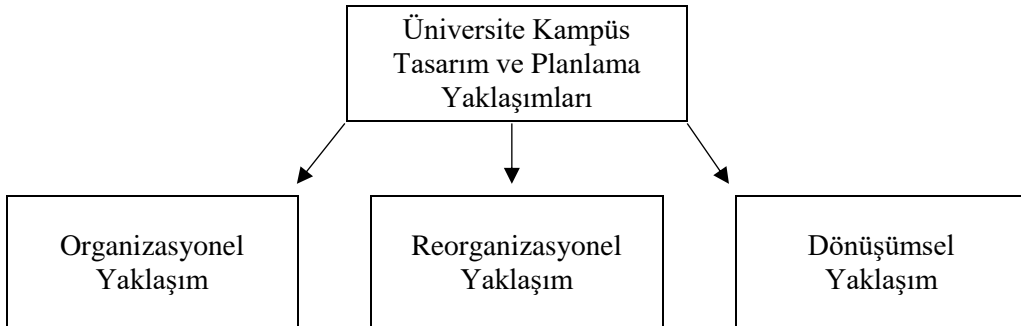 Üniversite Kampüs
Tasarım ve Planlama
Yaklaşımları
Organizasyonel
Yaklaşım
Reorganizasyonel
Yaklaşım
Dönüşümsel
Yaklaşım